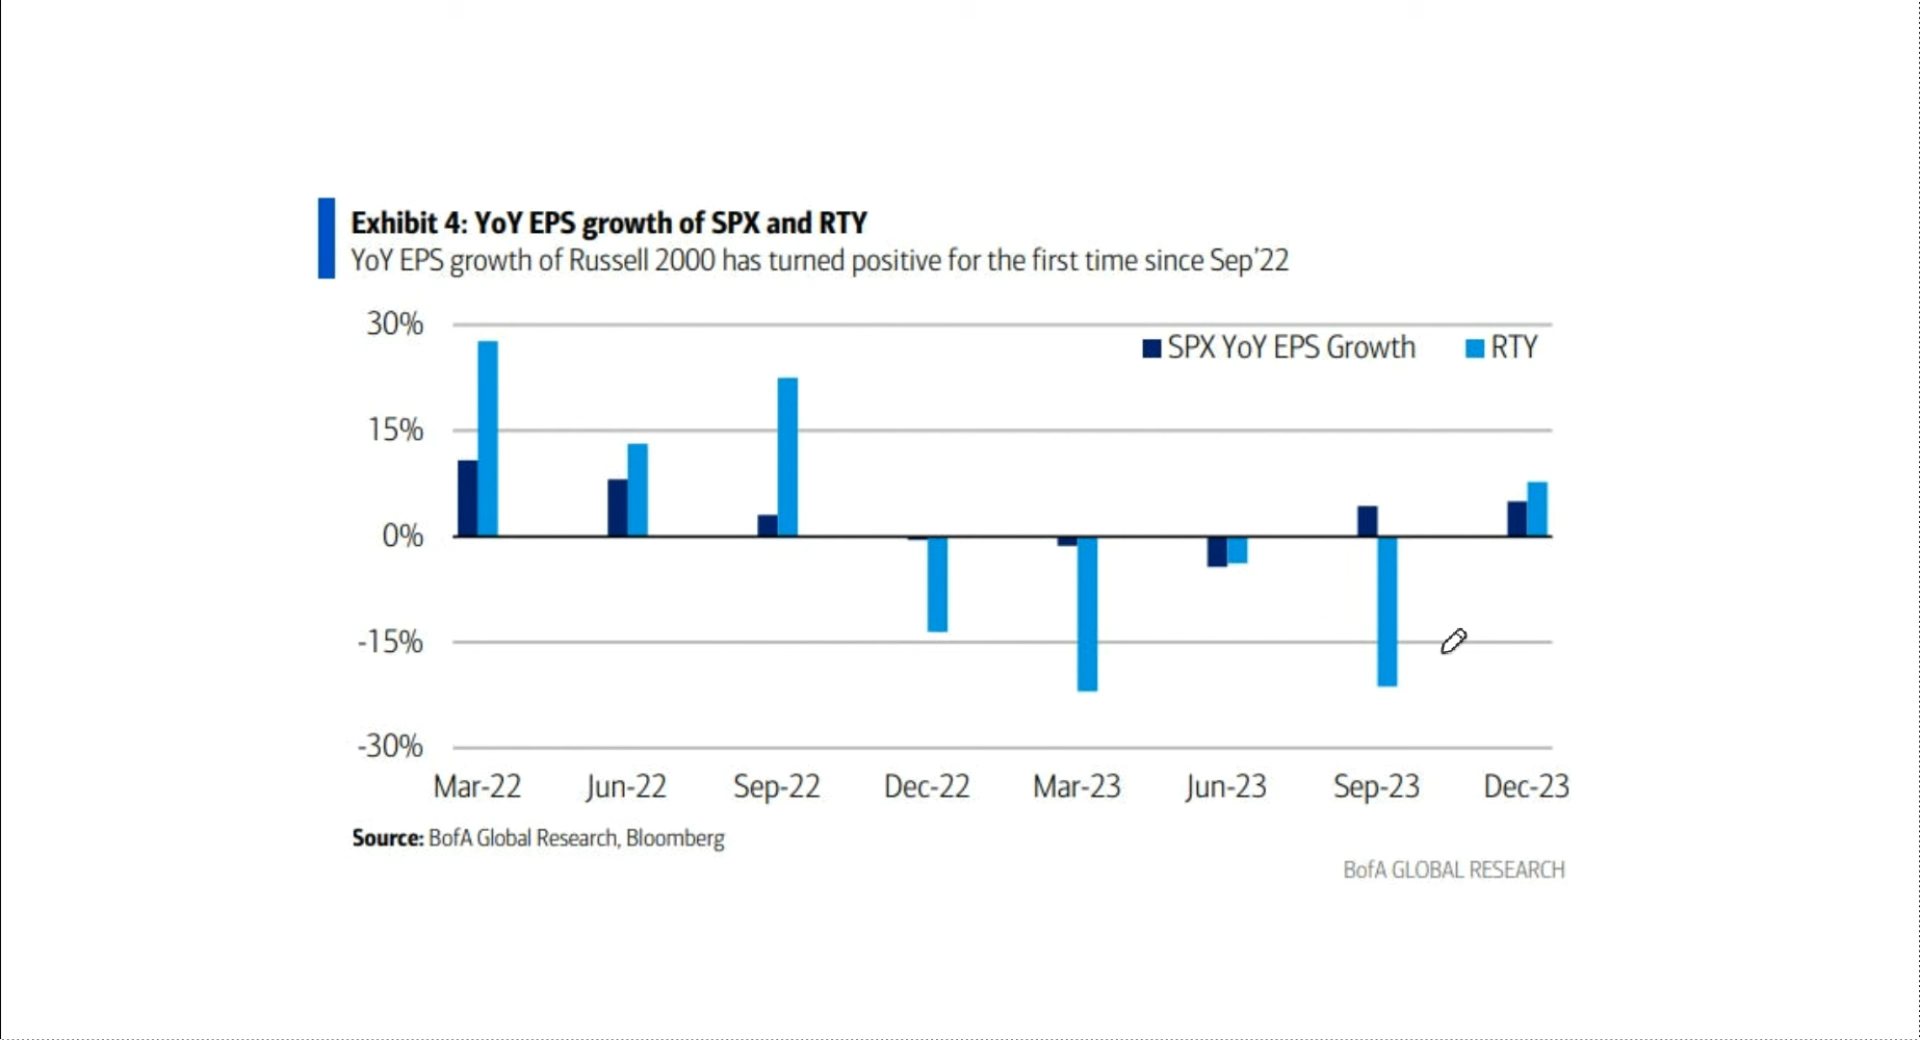 Exhibit 4: YoY EPS growth of SPX and RTY
YoY EPS growth of Russell 2000 has turned positive for the first time since Sep'22
30%
SPX YoY EPS Growth RTY
15%
0%
-15%
-30%
Mar-22 Jun-22 Sep-22 Dec-22 Mar-23 Jun-23 Sep-23 Dec-23
Source: BofA Global Research, Bloomberg
BofA GLOBAL RESEARCH